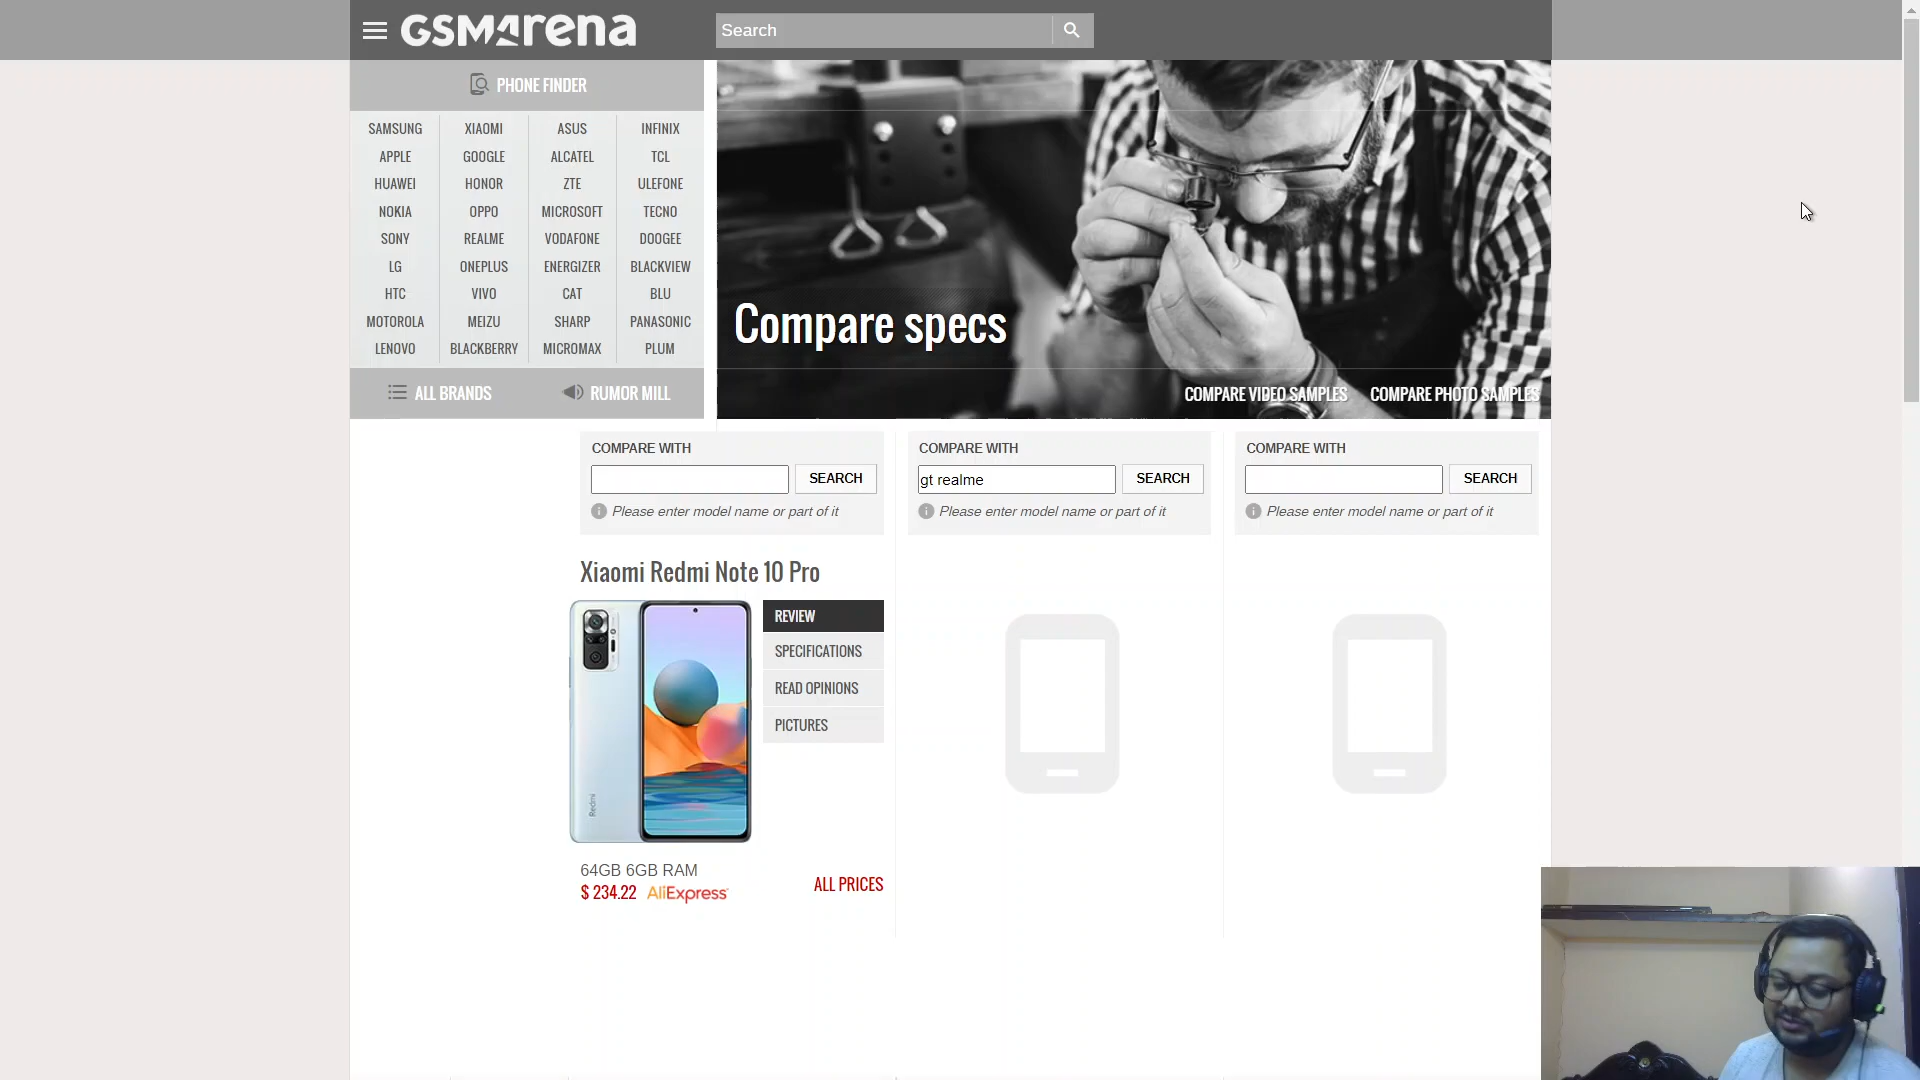 GSMArena
Search
PHONE FINDER
SAMSUNG XIAOMI ASUS INFINIX
APPLE GOOGLE ALCATEL TCL
HUAWEI HONOR ZTE ULEFONE
NOKIA OPPO MICROSOFT TECNO
SONY REALME VODAFONE DOOGEE
LG ONEPLUS ENERGIZER BLACKVIEW
HTC VIVO CAT BLU
MOTOROLA MEIZU SHARP PANASONIC
LENOVO BLACKBERRY MICROMAX PLUM
ALL BRANDS RUMOR MILL
Compare specs
COMPARE VIDEO SAMPLES COMPARE PHOTO SAMPLES
COMPARE WITH COMPARE WITH COMPARE WITH
SEARCH gt realme SEARCH SEARCH
Please enter model name or part of it Please enter model name or part of it Please enter model name or part of it
Xiaomi Redmi Note 10 Pro
REVIEW
SPECIFICATIONS
READ OPINIONS
PICTURES
Redmi
64GB 6GB RAM
$ 234.22 AliExpress
ALL PRICES